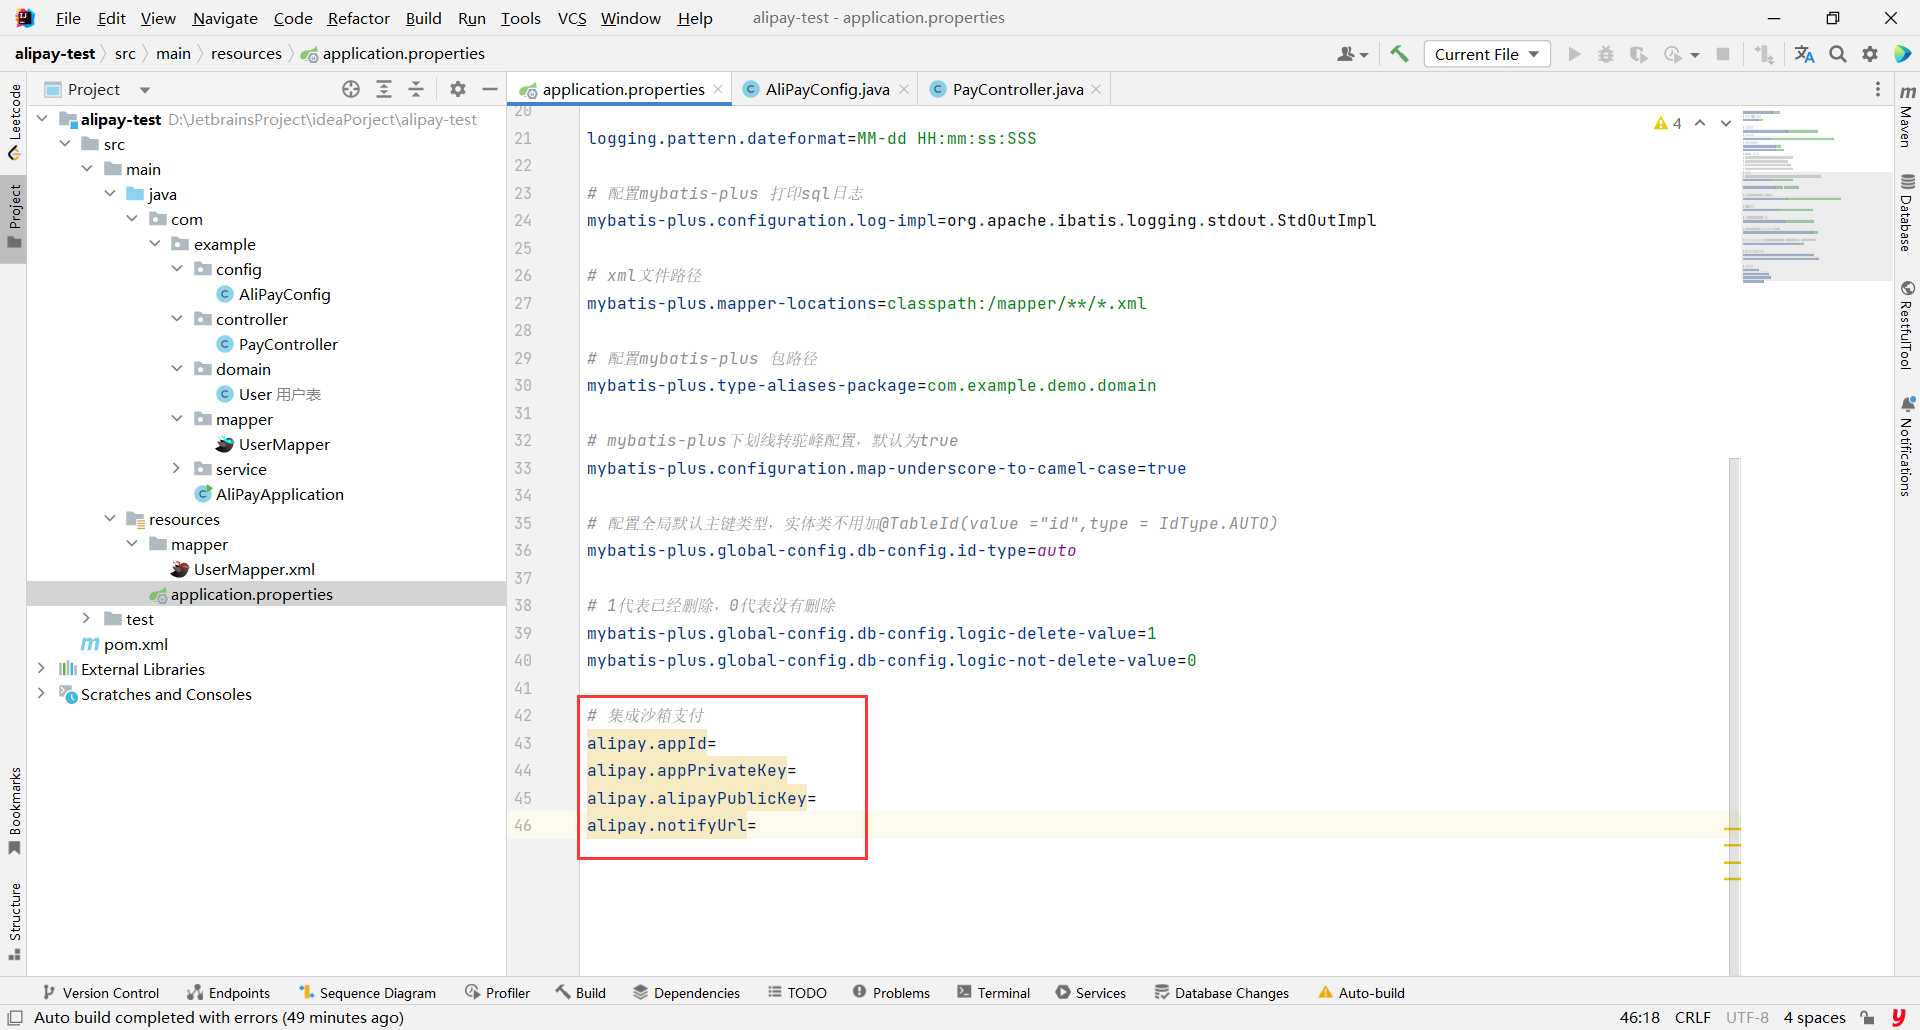 File Edit View Navigate Code Refactor Build Run Tools VCS Window Help alipay-test - application.properties
alipay-test src main resources application.properties Current File
Project application.properties AliPayConfig.java PayController.java
Leetcode
Project
Bookmarks
Structure
alipay-test D:\JetbrainsProject\ideaPorject\alipay-test
src
main
java
com
example
config
AliPayConfig
controller
PayController
domain
User 用户表
mapper
UserMapper
service
AliPayApplication
resources
mapper
UserMapper.xml
application.properties
test
pom.xml
External Libraries
Scratches and Consoles
4
20
21 logging.pattern.dateformat=MM-dd HH:mm:ss:SSS
22
23 # 配置mybatis-plus 打印sql日志
24 mybatis-plus.configuration.log-impl=org.apache.ibatis.logging.stdout.StdOutImpl
25
26 # xml文件路径
27 mybatis-plus.mapper-locations=classpath:/mapper/**/*.xml
28
29 # 配置mybatis-plus 包路径
30 mybatis-plus.type-aliases-package=com.example.demo.domain
31
32 # mybatis-plus下划线转驼峰配置，默认为true
33 mybatis-plus.configuration.map-underscore-to-camel-case=true
34
35 # 配置全局默认主键类型，实体类不用加@TableId(value ="id",type = IdType.AUTO)
36 mybatis-plus.global-config.db-config.id-type=auto
37
38 # 1代表已经删除，0代表没有删除
39 mybatis-plus.global-config.db-config.logic-delete-value=1
40 mybatis-plus.global-config.db-config.logic-not-delete-value=0
41
42 # 集成沙箱支付
43 alipay.appId=
44 alipay.appPrivateKey=
45 alipay.alipayPublicKey=
46 alipay.notifyUrl=
Maven
Database
RestfulTool
Notifications
Version Control Endpoints Sequence Diagram Profiler Build Dependencies TODO Problems Terminal Services Database Changes Auto-build
Auto build completed with errors (49 minutes ago) 46:18 CRLF UTF-8 4 spaces